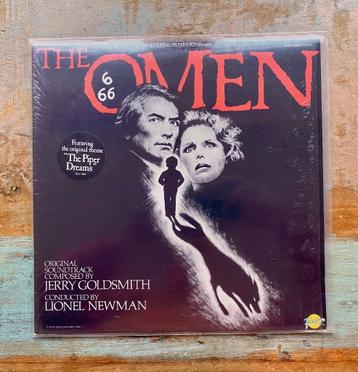 THE OMEN
6
66
Featuring
the original theme
"The Piper
Dreams"
ORIGINAL
SOUNDTRACK
COMPOSED BY
JERRY GOLDSMITH
CONDUCTED BY
LIONEL NEWMAN